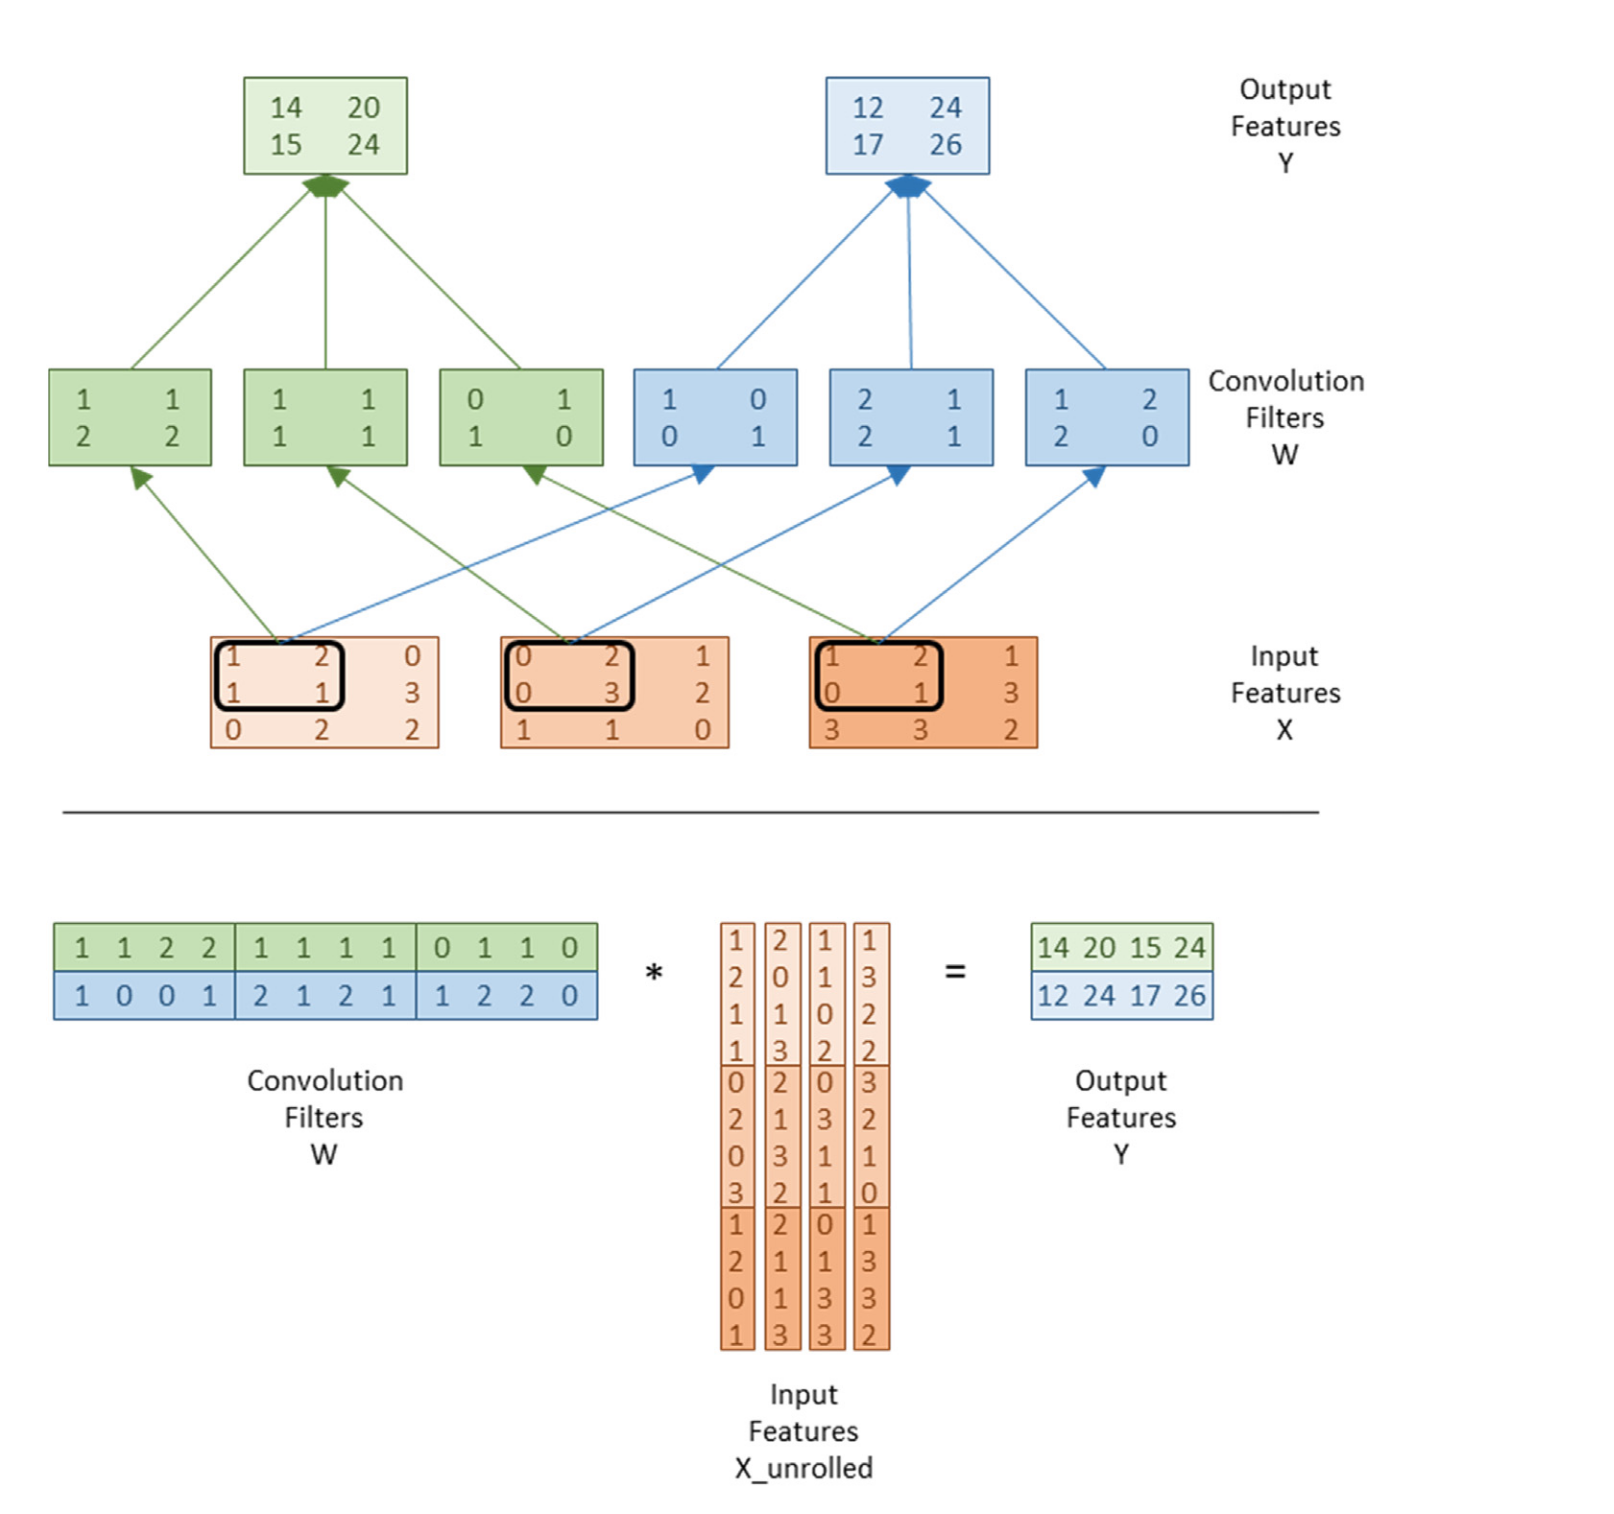 14 20
15 24
12 24
17 26
Output
Features
Y
1 1
2 2
1 1
1 1
0 1
1 0
1 0
0 1
2 1
2 1
1 2
2 0
Convolution
Filters
W
1 2 0
1 1 3
0 2 2
0 2 1
0 3 2
1 1 0
1 2 1
0 1 3
3 3 2
Input
Features
X
1 1 2 2 1 1 1 1 0 1 1 0
1 0 0 1 2 1 2 1 1 2 2 0
Convolution
Filters
W
*
1 2 1 1
2 0 1 3
1 1 0 2
1 3 2 2
0 2 0 3
2 1 3 2
0 3 1 1
3 2 1 0
1 2 0 1
2 1 1 3
0 1 3 3
1 3 3 2
Input
Features
X_unrolled
=
14 20 15 24
12 24 17 26
Output
Features
Y